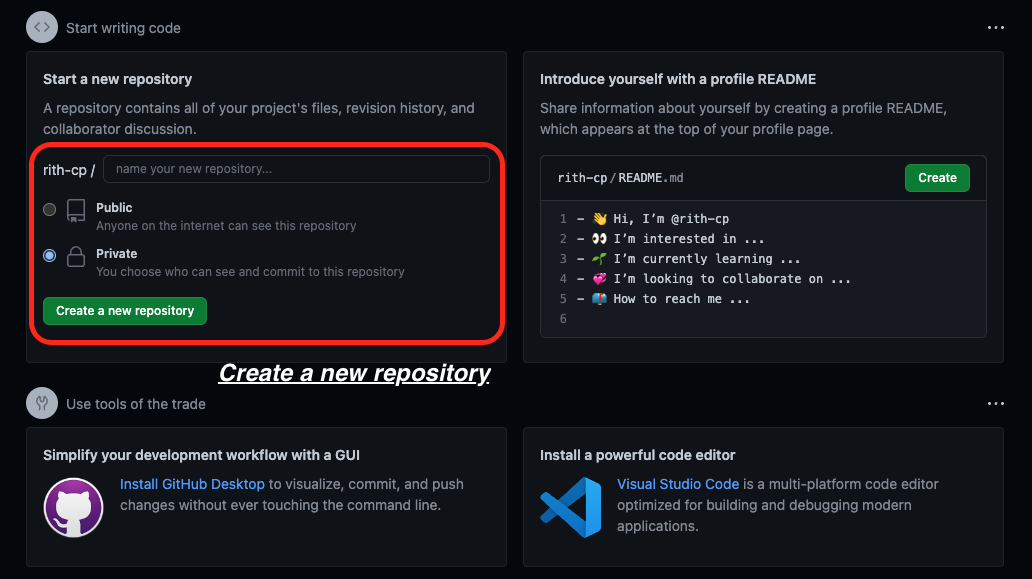 Start writing code
Start a new repository
A repository contains all of your project's files, revision history, and
collaborator discussion.
rith-cp /
name your new repository...
Public
Anyone on the internet can see this repository
Private
You choose who can see and commit to this repository
Create a new repository
Introduce yourself with a profile README
Share information about yourself by creating a profile README,
which appears at the top of your profile page.
rith-cp/README.md
Create
1 - 👋 Hi, I’m @rith-cp
2 - 👀 I’m interested in ...
3 - 🌱 I’m currently learning ...
4 - 💞️ I’m looking to collaborate on ...
5 - 📫 How to reach me ...
6
Create a new repository
Use tools of the trade
Simplify your development workflow with a GUI
Install GitHub Desktop to visualize, commit, and push
changes without ever touching the command line.
Install a powerful code editor
Visual Studio Code is a multi-platform code editor
optimized for building and debugging modern
applications.